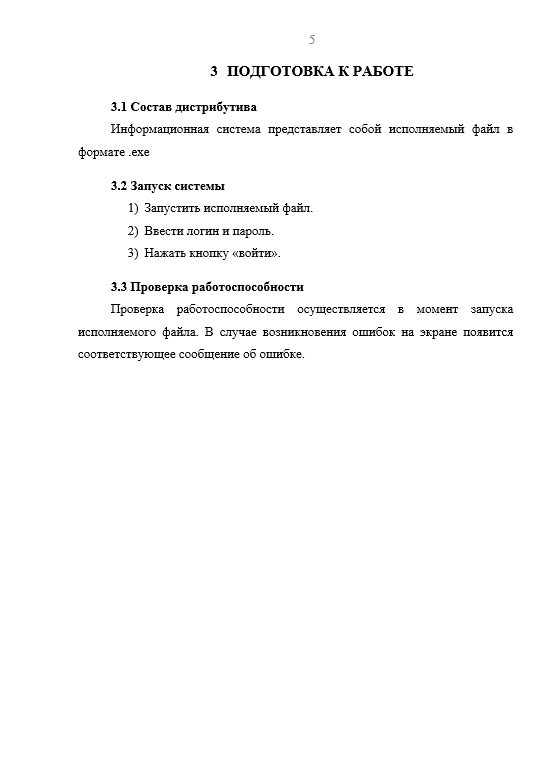 5
3 ПОДГОТОВКА К РАБОТЕ
3.1 Состав дистрибутива
Информационная система представляет собой исполняемый файл в
формате .exe
3.2 Запуск системы
1) Запустить исполняемый файл.
2) Ввести логин и пароль.
3) Нажать кнопку «войти».
3.3 Проверка работоспособности
Проверка работоспособности осуществляется в момент запуска
исполняемого файла. В случае возникновения ошибок на экране появится
соответствующее сообщение об ошибке.